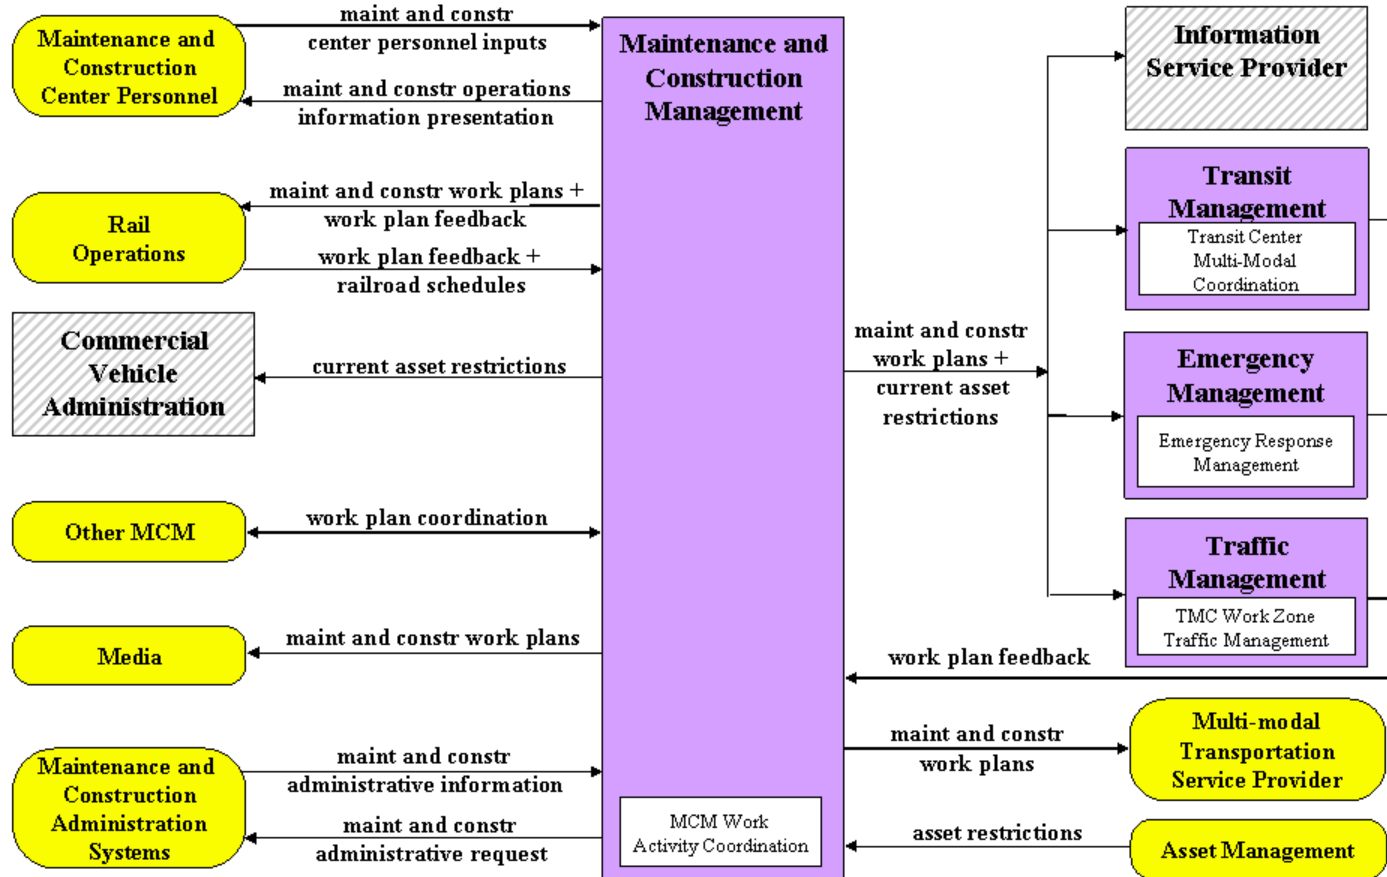 maint and constr
center personnel inputs
Maintenance and
Construction
Center Personnel
maint and constr operations
information presentation
maint and constr work plans +
work plan feedback
Rail
Operations
work plan feedback +
railroad schedules
Commercial
Vehicle
Administration
current asset restrictions
Other MCM
work plan coordination
Media
maint and constr work plans
Maintenance and
Construction
Administration
Systems
maint and constr
administrative information
maint and constr
administrative request
Maintenance and
Construction
Management
MCM Work
Activity Coordination
maint and constr
work plans +
current asset
restrictions
Information
Service Provider
Transit
Management
Transit Center
Multi-Modal
Coordination
Emergency
Management
Emergency Response
Management
Traffic
Management
TMC Work Zone
Traffic Management
work plan feedback
maint and constr
work plans
Multi-modal
Transportation
Service Provider
asset restrictions
Asset Management